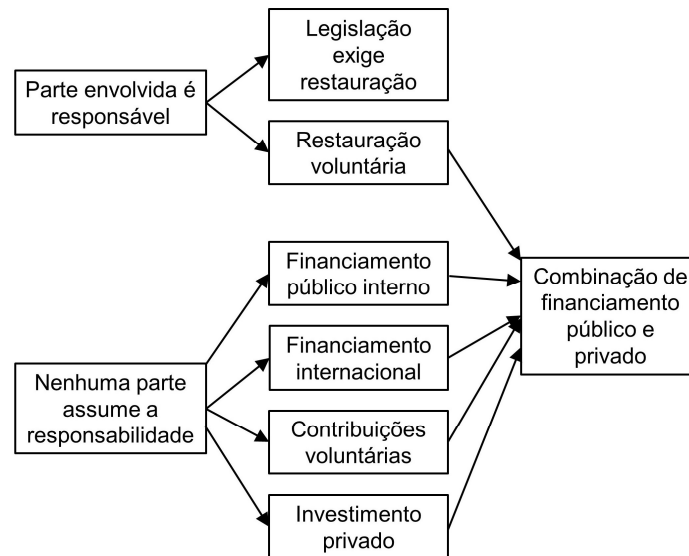 Legislação
exige
restauração
Parte envolvida é
responsável
Restauração
voluntária
Financiamento
público interno
Combinação de
financiamento
público e
privado
Financiamento
internacional
Nenhuma parte
assume a
responsabilidade
Contribuições
voluntárias
Investimento
privado